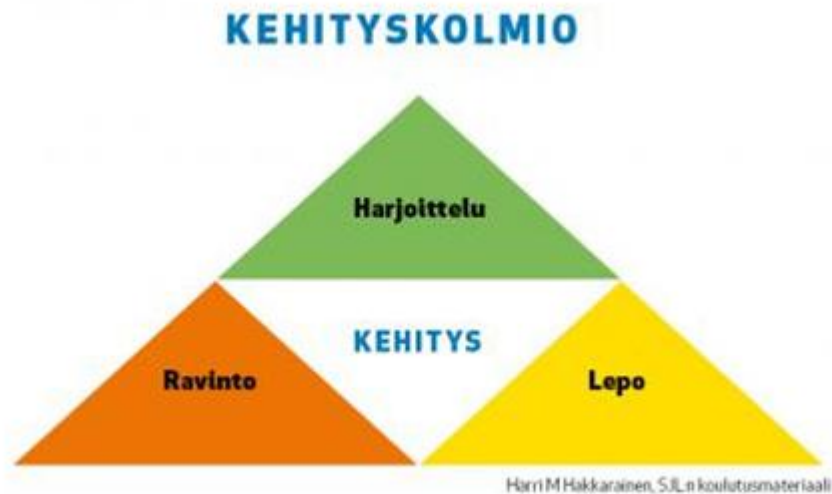 KEHITYSKOLMIO
Harjoittelu
KEHITYS
Ravinto
Lepo
Harri M Hakkarainen, SJL:n koulutusmateriaali